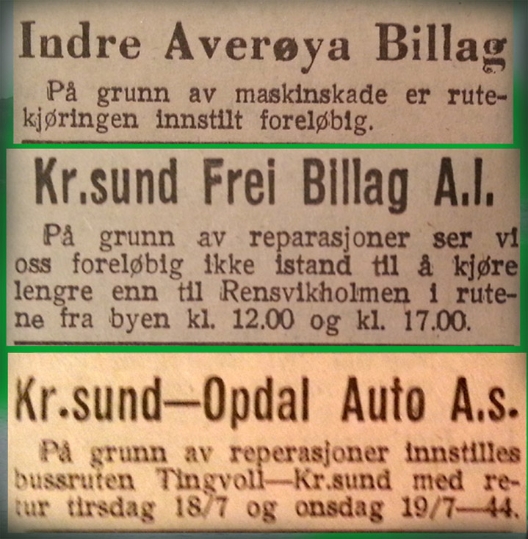 Indre Averøya Billag
På grunn av maskinskade er rute-
kjøringen innstilt foreløbig.
Kr.sund Frei Billag A.l.
På grunn av reparasjoner ser vi
oss foreløbig ikke istand til å kjøre
lengre enn til Rensvikholmen i rute-
ne fra byen kl. 12.00 og kl. 17.00.
Kr.sund—Opdal Auto A.s.
På grunn av reperasjoner innstilles
bussruten Tingvoll—Kr.sund med re-
tur tirsdag 18/7 og onsdag 19/7—44.